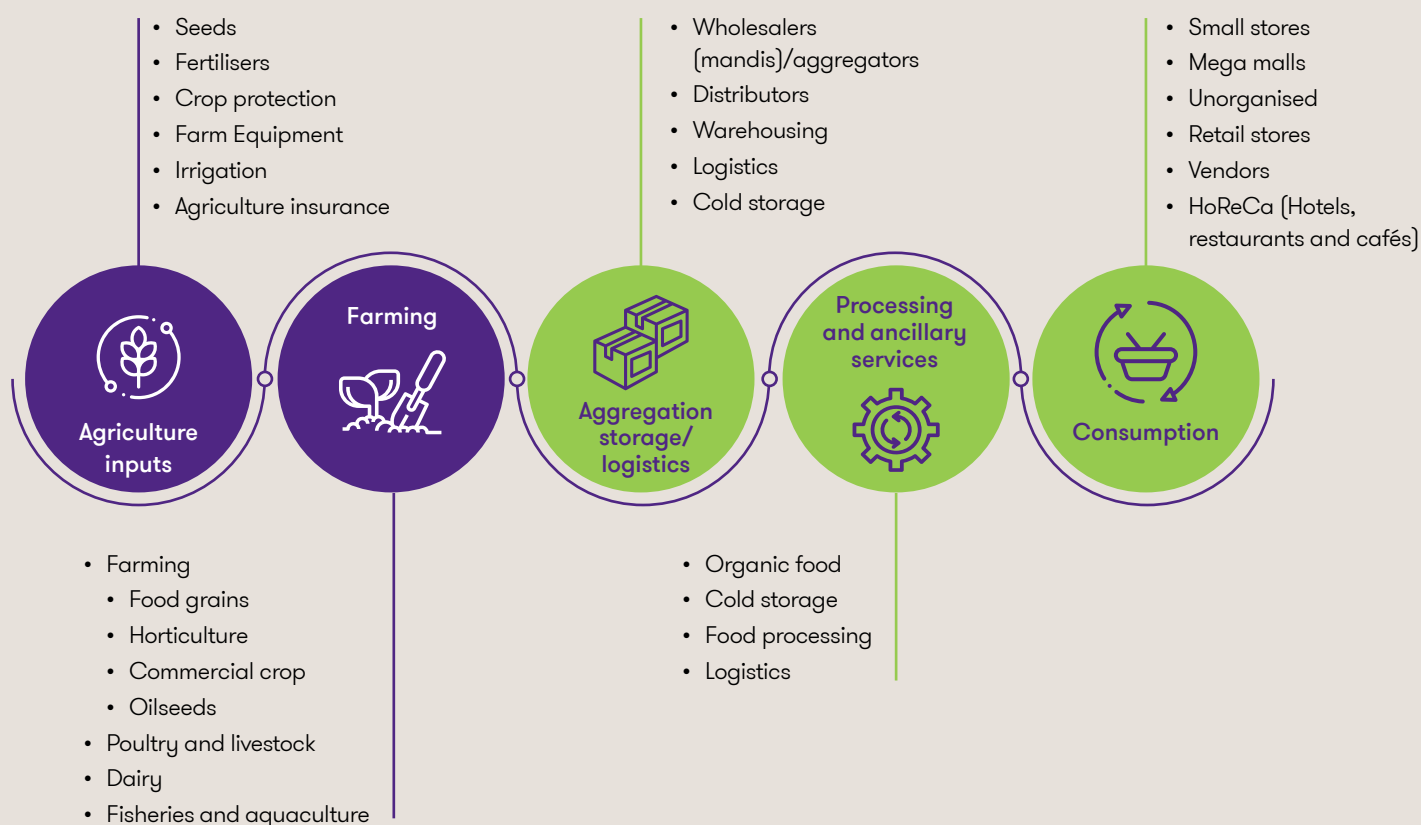 • Seeds
• Fertilisers
• Crop protection
• Farm Equipment
• Irrigation
• Agriculture insurance
• Wholesalers
(mandis)/aggregators
• Distributors
• Warehousing
• Logistics
• Cold storage
• Small stores
• Mega malls
• Unorganised
• Retail stores
• Vendors
• HoReCa (Hotels,
restaurants and cafés)
Agriculture
inputs
Farming
Aggregation
storage/
logistics
Processing
and ancillary
services
Consumption
• Farming
• Food grains
• Horticulture
• Commercial crop
• Oilseeds
• Poultry and livestock
• Dairy
• Fisheries and aquaculture
• Organic food
• Cold storage
• Food processing
• Logistics